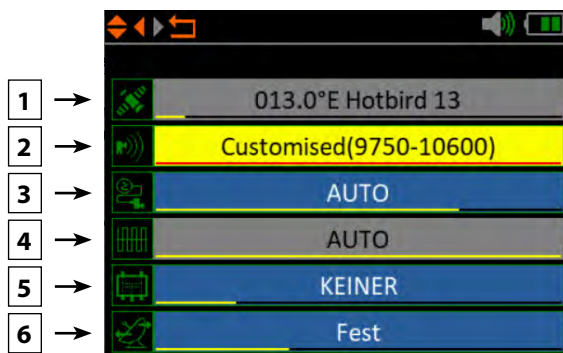 1 013.0°E Hotbird 13
2 Customised(9750-10600)
3 AUTO
4 AUTO
5 KEINER
6 Fest